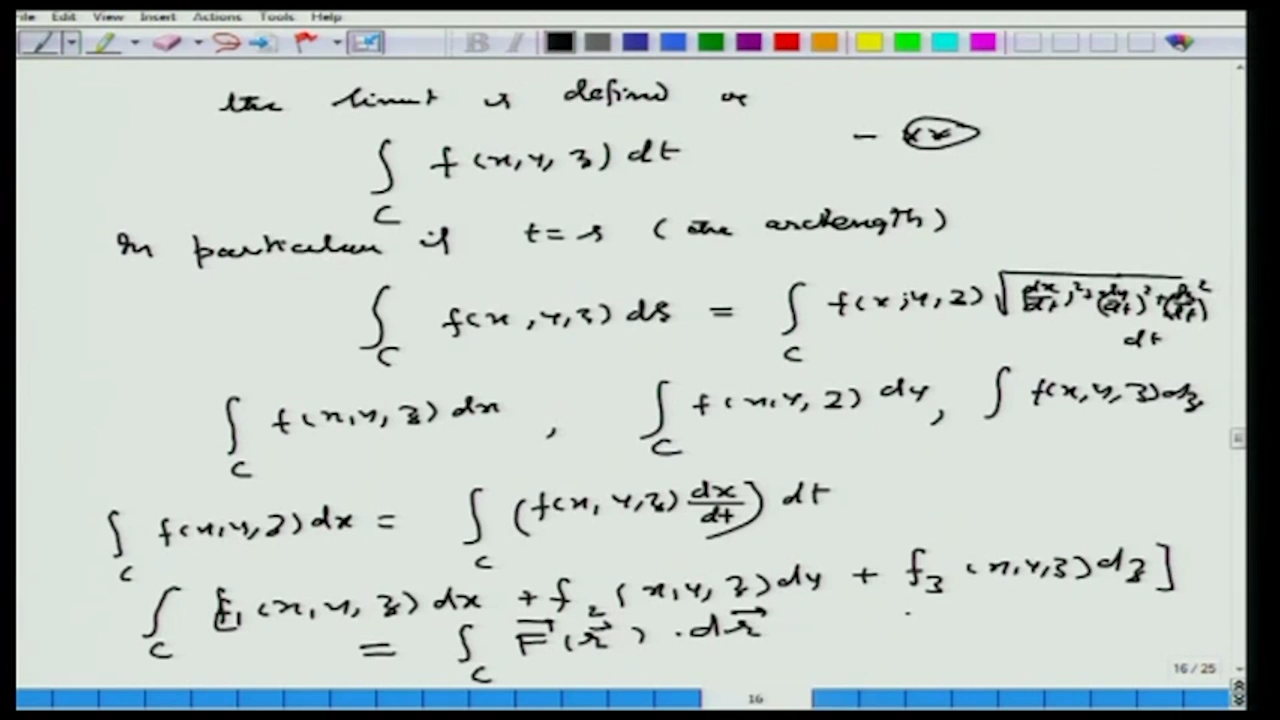 File Edit View Insert Actions Tools Help
the limit is defined as
∫_C f(x,y,z) dt — (**)
In particular if t=s (the arclength)
∫_C f(x,y,z) ds = ∫_C f(x,y,z) √((dx/dt)²+(dy/dt)²+(dz/dt)²) dt
∫_C f(x,y,z) dx , ∫_C f(x,y,z) dy, ∫ f(x,y,z) dz
∫_C f(x,y,z) dx = ∫_C (f(x,y,z) dx/dt) dt
∫_C [f₁(x,y,z) dx + f₂(x,y,z) dy + f₃(x,y,z) dz]
= ∫_C F⃗(r⃗) . dr⃗
16 / 25
16